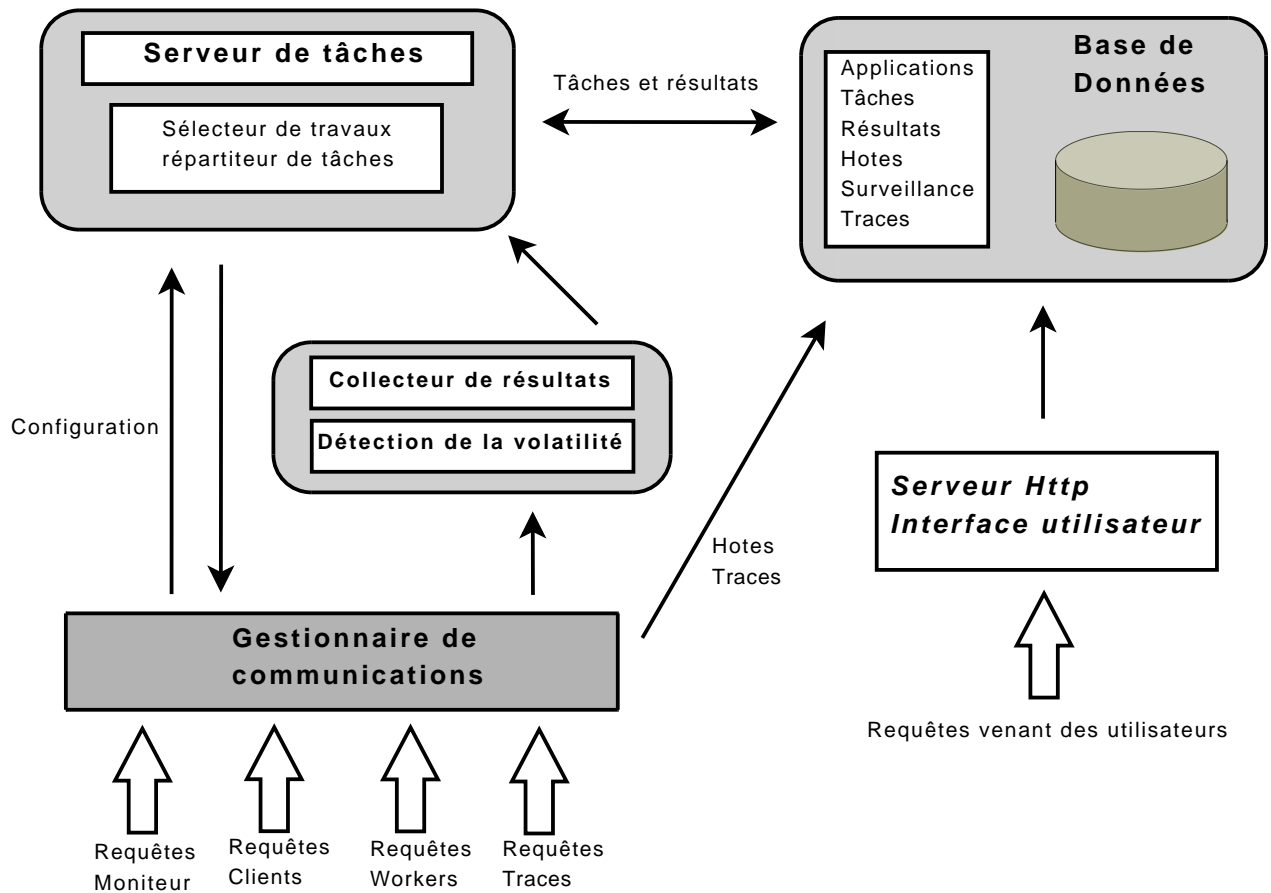 Serveur de tâches
Sélecteur de travaux
répartiteur de tâches
Tâches et résultats
Applications
Tâches
Résultats
Hotes
Surveillance
Traces
Base de
Données
Configuration
Collecteur de résultats
Détection de la volatilité
Hotes
Traces
Serveur Http
Interface utilisateur
Gestionnaire de
communications
Requêtes venant des utilisateurs
Requêtes
Moniteur
Requêtes
Clients
Requêtes
Workers
Requêtes
Traces